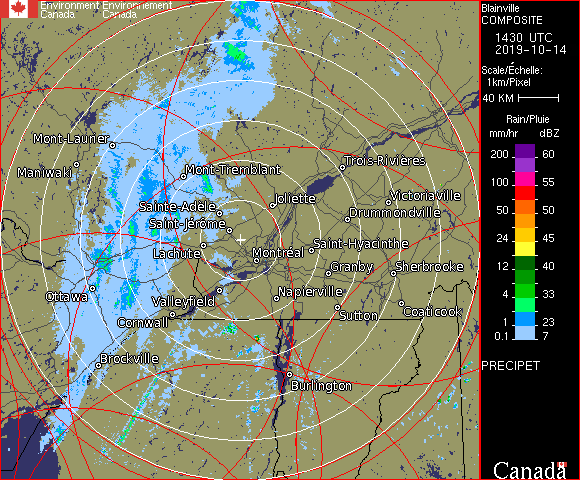 Environment Environnement
Canada Canada
Blainville
COMPOSITE
1430 UTC
2019-10-14
Scale/Échelle:
1km/Pixel
40 KM
Rain/Pluie
mm/hr dBZ
200 60
150 57
100 55
50 50
24 45
12 40
4 33
1 23
0.1 7
PRECIPET
Canada
Mont-Laurier
Maniwaki
Mont-Tremblant
Trois-Rivières
Sainte-Adèle
Joliette
Victoriaville
Drummondville
Saint-Jérôme
Lachute
Montréal
Saint-Hyacinthe
Granby
Sherbrooke
Ottawa
Valleyfield
Napierville
Cornwall
Sutton
Coaticook
Brockville
Burlington